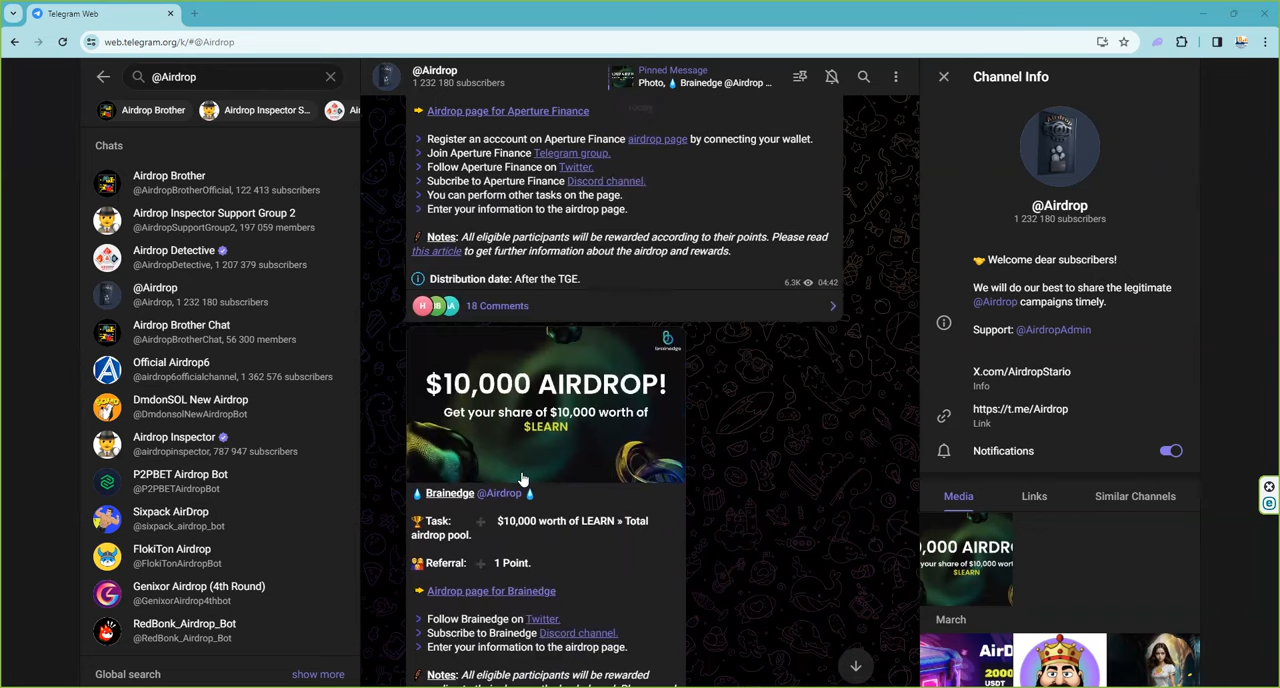 Telegram Web
web.telegram.org/k/#@Airdrop
@Airdrop
Airdrop Brother
Airdrop Inspector S...
Chats
Airdrop Brother
@AirdropBrotherOfficial, 122 413 subscribers
Airdrop Inspector Support Group 2
@AirdropSupportGroup2, 197 059 members
Airdrop Detective
@AirdropDetective, 1 207 379 subscribers
@Airdrop
@Airdrop, 1 232 180 subscribers
Airdrop Brother Chat
@AirdropBrotherChat, 56 300 members
Official Airdrop6
@airdrop6officialchannel, 1 362 576 subscribers
DmdonSOL New Airdrop
@DmdonsolNewAirdropBot
Airdrop Inspector
@airdropinspector, 787 947 subscribers
P2PBET Airdrop Bot
@P2PBETAirdropBot
Sixpack AirDrop
@sixpack_airdrop_bot
FlokiTon Airdrop
@FlokiTonAirdropBot
Genixor Airdrop (4th Round)
@GenixorAirdrop4thbot
RedBonk_Airdrop_Bot
@RedBonk_Airdrop_Bot
Global search
show more
@Airdrop
1 232 180 subscribers
Pinned Message
Photo, 💧 Brainedge @Airdrop ...
Airdrop page for Aperture Finance
> Register an acccount on Aperture Finance airdrop page by connecting your wallet.
> Join Aperture Finance Telegram group.
> Follow Aperture Finance on Twitter.
> Subcribe to Aperture Finance Discord channel.
> You can perform other tasks on the page.
> Enter your information to the airdrop page.
Notes: All eligible participants will be rewarded according to their points. Please read
this article to get further information about the airdrop and rewards.
Distribution date: After the TGE.
6.3K 04:42
18 Comments
brainedge
$10,000 AIRDROP!
Get your share of $10,000 worth of
$LEARN
💧 Brainedge @Airdrop 💧
🏆Task: ➕ $10,000 worth of LEARN » Total
airdrop pool.
Referral: ➕ 1 Point.
Airdrop page for Brainedge
> Follow Brainedge on Twitter.
> Subscribe to Brainedge Discord channel.
> Enter your information to the airdrop page.
Notes: All eligible participants will be rewarded
Channel Info
@Airdrop
1 232 180 subscribers
🤝 Welcome dear subscribers!
We will do our best to share the legitimate
@Airdrop campaigns timely.
Support: @AirdropAdmin
X.com/AirdropStario
Info
https://t.me/Airdrop
Link
Notifications
Media
Links
Similar Channels
,000 AIRDR
your share of $10,000 wor
$LEARN
March
AirD
2000
USDT